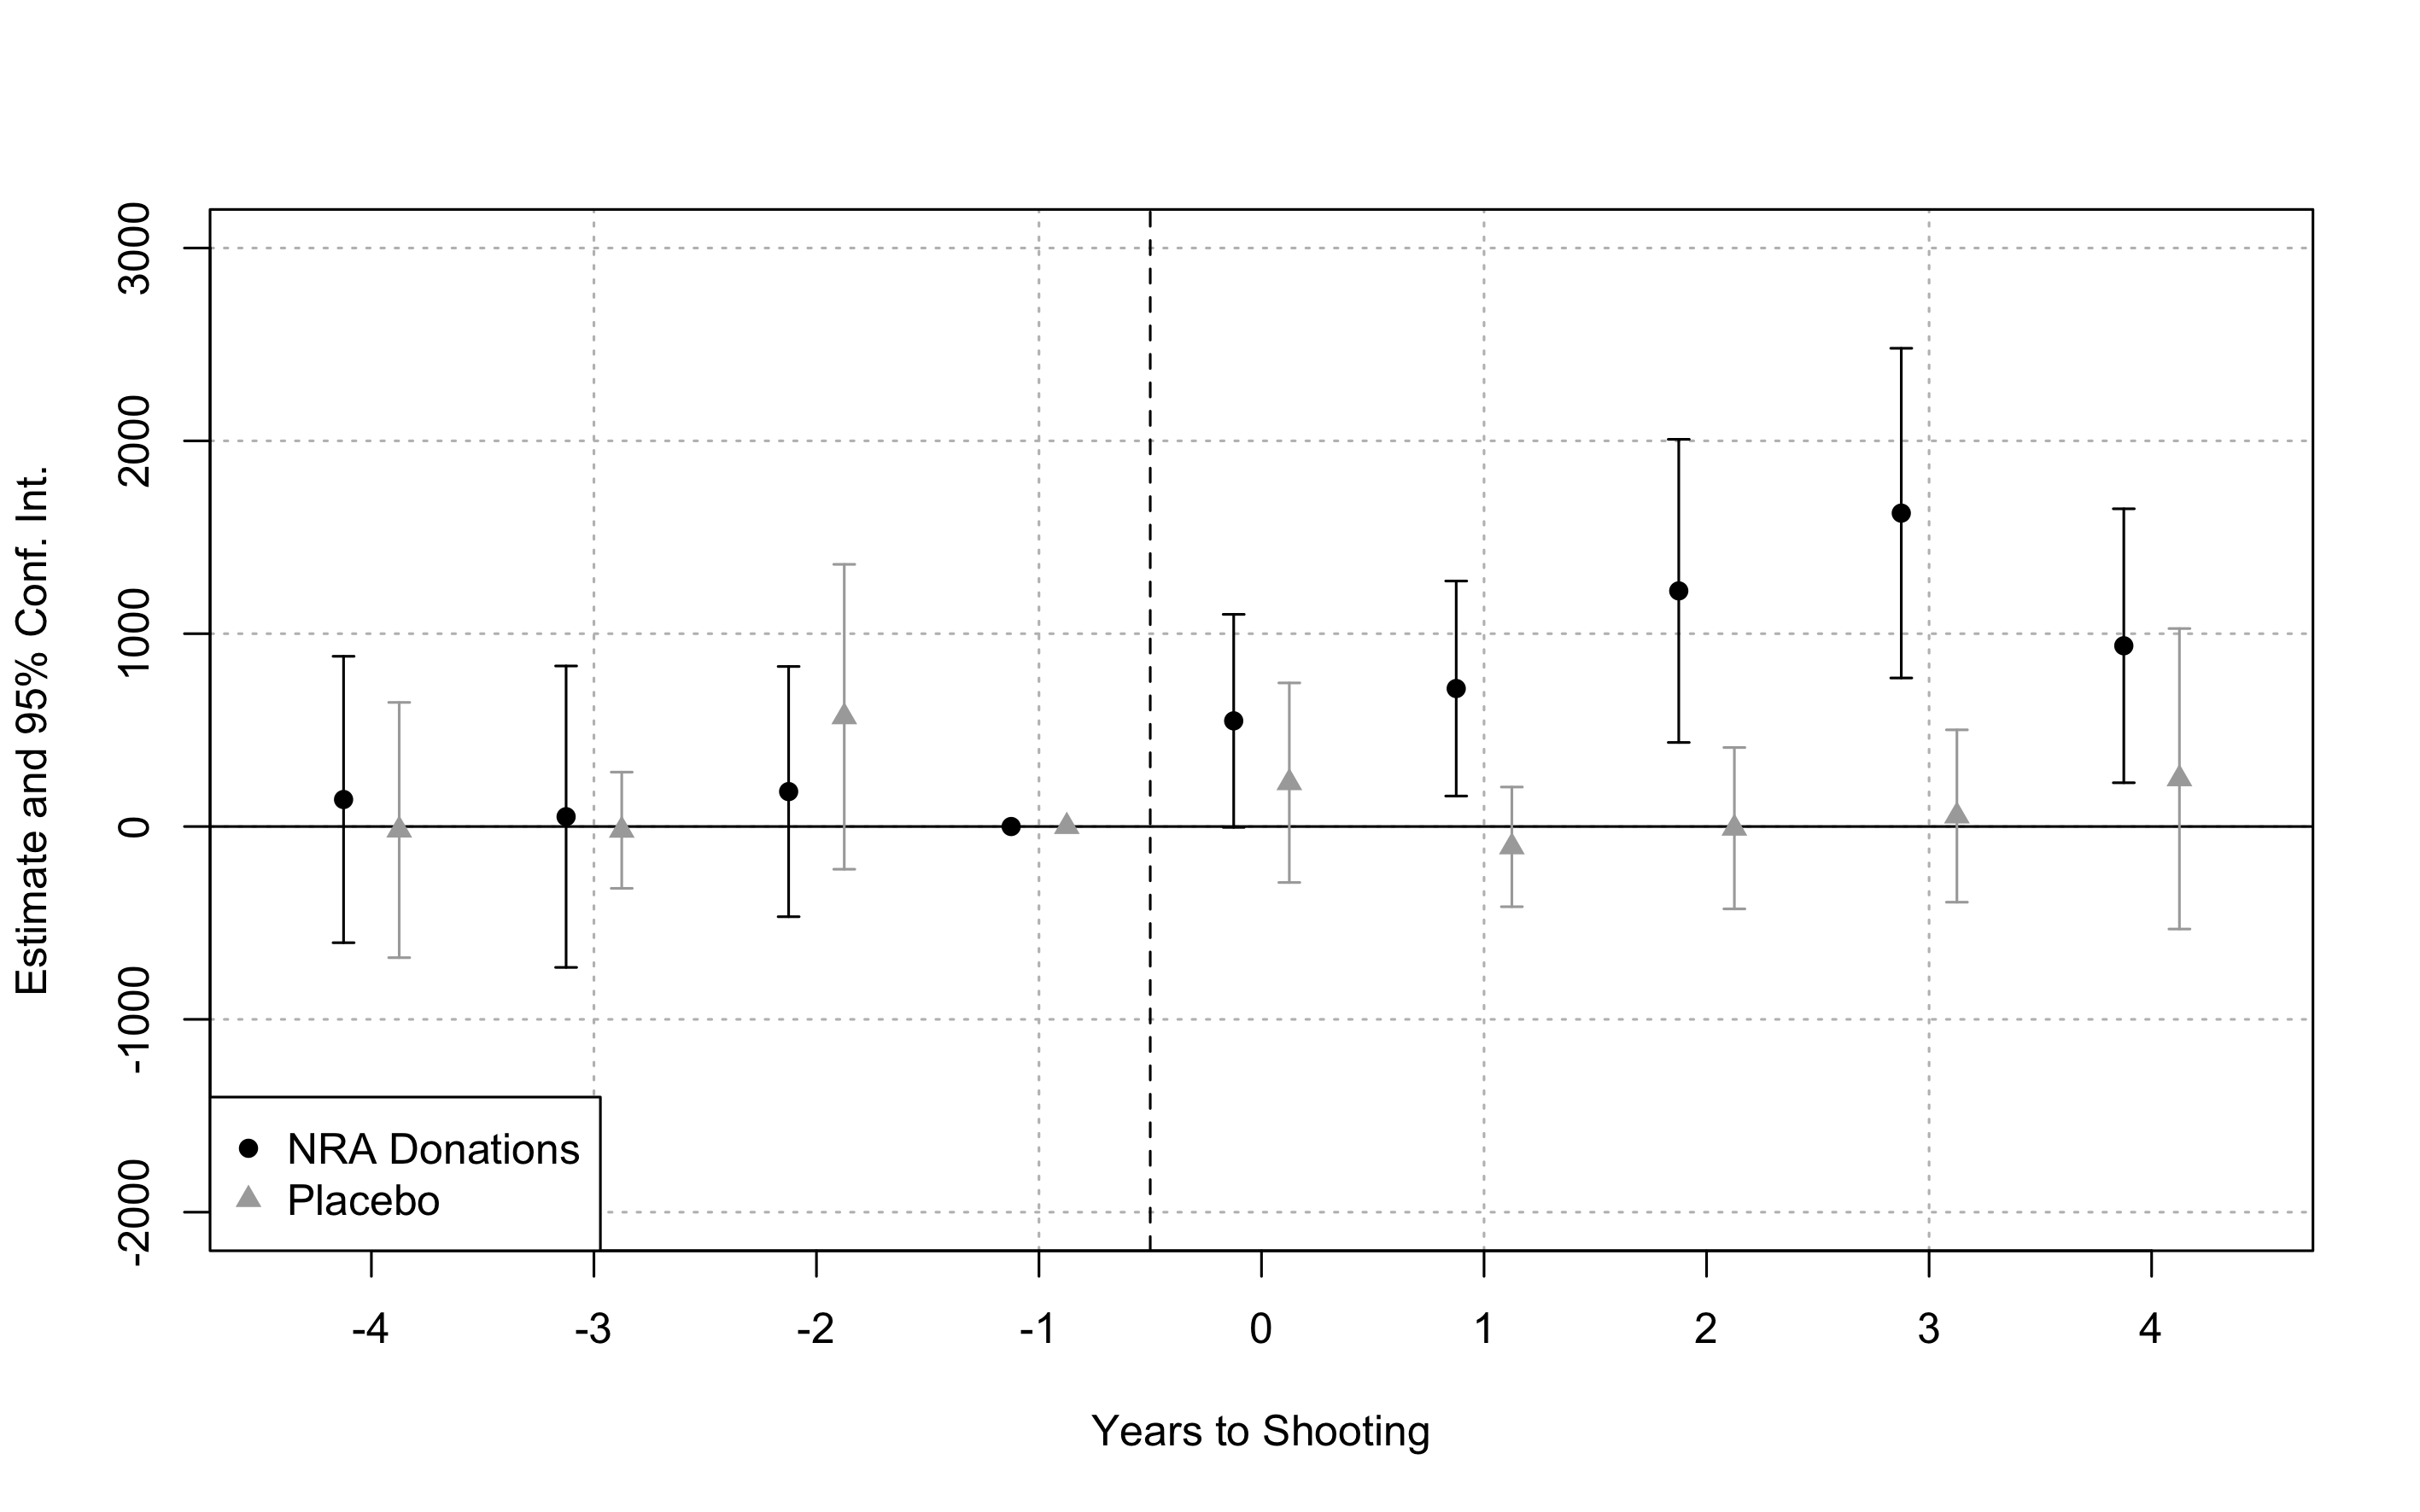 Estimate and 95% Conf. Int.
3000
2000
1000
0
-1000
-2000
NRA Donations
Placebo
-4 -3 -2 -1 0 1 2 3 4
Years to Shooting